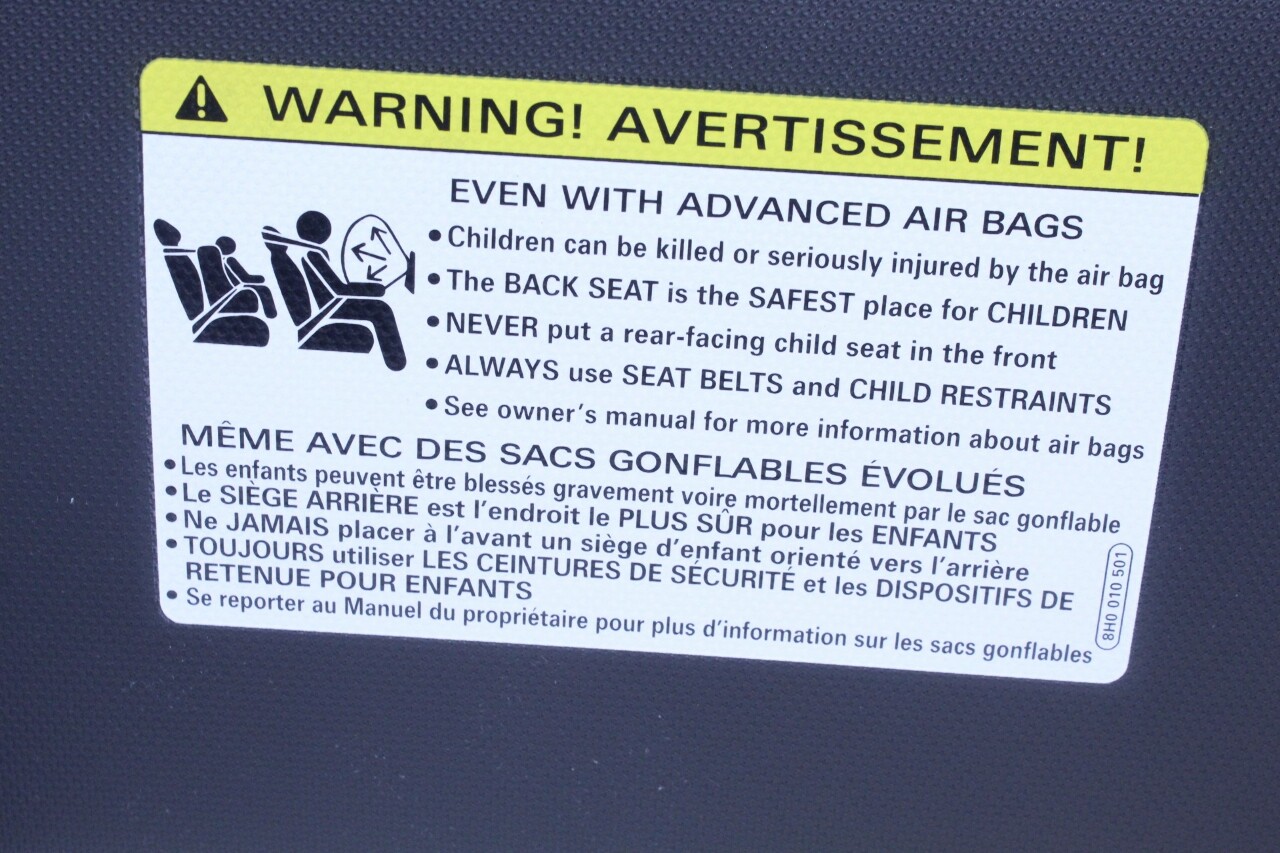 WARNING! AVERTISSEMENT!
EVEN WITH ADVANCED AIR BAGS
• Children can be killed or seriously injured by the air bag
• The BACK SEAT is the SAFEST place for CHILDREN
• NEVER put a rear-facing child seat in the front
• ALWAYS use SEAT BELTS and CHILD RESTRAINTS
• See owner's manual for more information about air bags
MÊME AVEC DES SACS GONFLABLES ÉVOLUÉS
• Les enfants peuvent être blessés gravement voire mortellement par le sac gonflable
• Le SIÈGE ARRIÈRE est l'endroit le PLUS SÛR pour les ENFANTS
• Ne JAMAIS placer à l'avant un siège d'enfant orienté vers l'arrière
• TOUJOURS utiliser LES CEINTURES DE SÉCURITÉ et les DISPOSITIFS DE
RETENUE POUR ENFANTS
• Se reporter au Manuel du propriétaire pour plus d'information sur les sacs gonflables
8H0 010 501